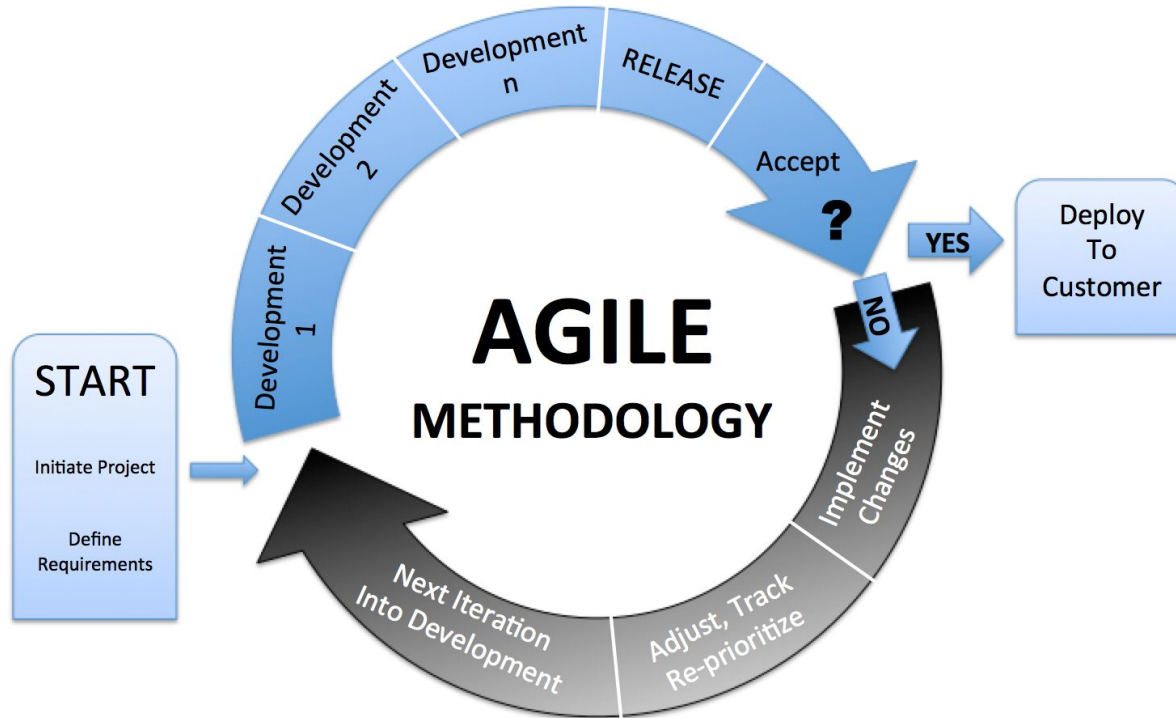 START
Initiate Project
Define
Requirements
Development
1
Development
2
Development
n
RELEASE
Accept
?
YES
Deploy
To
Customer
NO
Implement
Changes
Adjust, Track
Re-prioritize
Next Iteration
Into Development
AGILE
METHODOLOGY